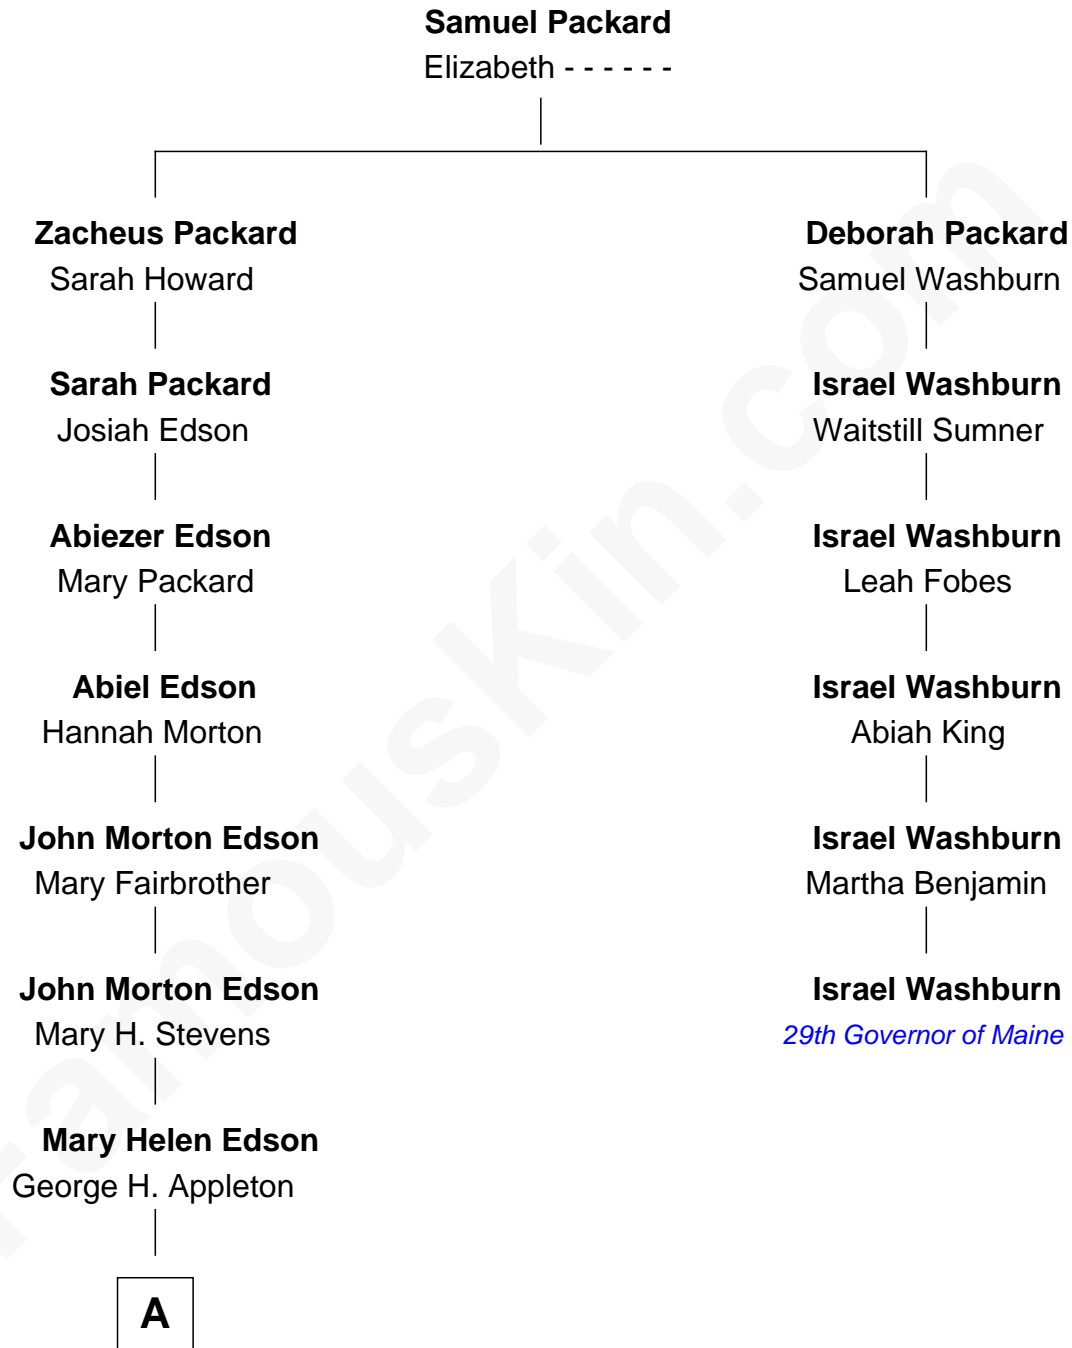 Samuel Packard
Elizabeth - - - - - -
Zacheus Packard
Sarah Howard
Deborah Packard
Samuel Washburn
Sarah Packard
Josiah Edson
Israel Washburn
Waitstill Sumner
Abiezer Edson
Mary Packard
Israel Washburn
Leah Fobes
Abiel Edson
Hannah Morton
Israel Washburn
Abiah King
John Morton Edson
Mary Fairbrother
Israel Washburn
Martha Benjamin
John Morton Edson
Mary H. Stevens
Israel Washburn
29th Governor of Maine
Mary Helen Edson
George H. Appleton
A
FamousKin.com